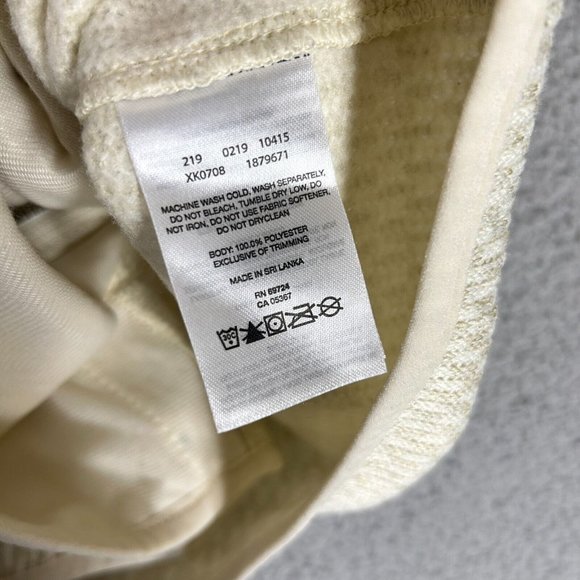 219 0219 10415
XK0708 1879671
MACHINE WASH COLD, WASH SEPARATELY,
DO NOT BLEACH, TUMBLE DRY LOW, DO
NOT IRON, DO NOT USE FABRIC SOFTENER,
DO NOT DRYCLEAN
BODY: 100.0% POLYESTER
EXCLUSIVE OF TRIMMING
MADE IN SRI LANKA
RN 69724
CA 05367
30C